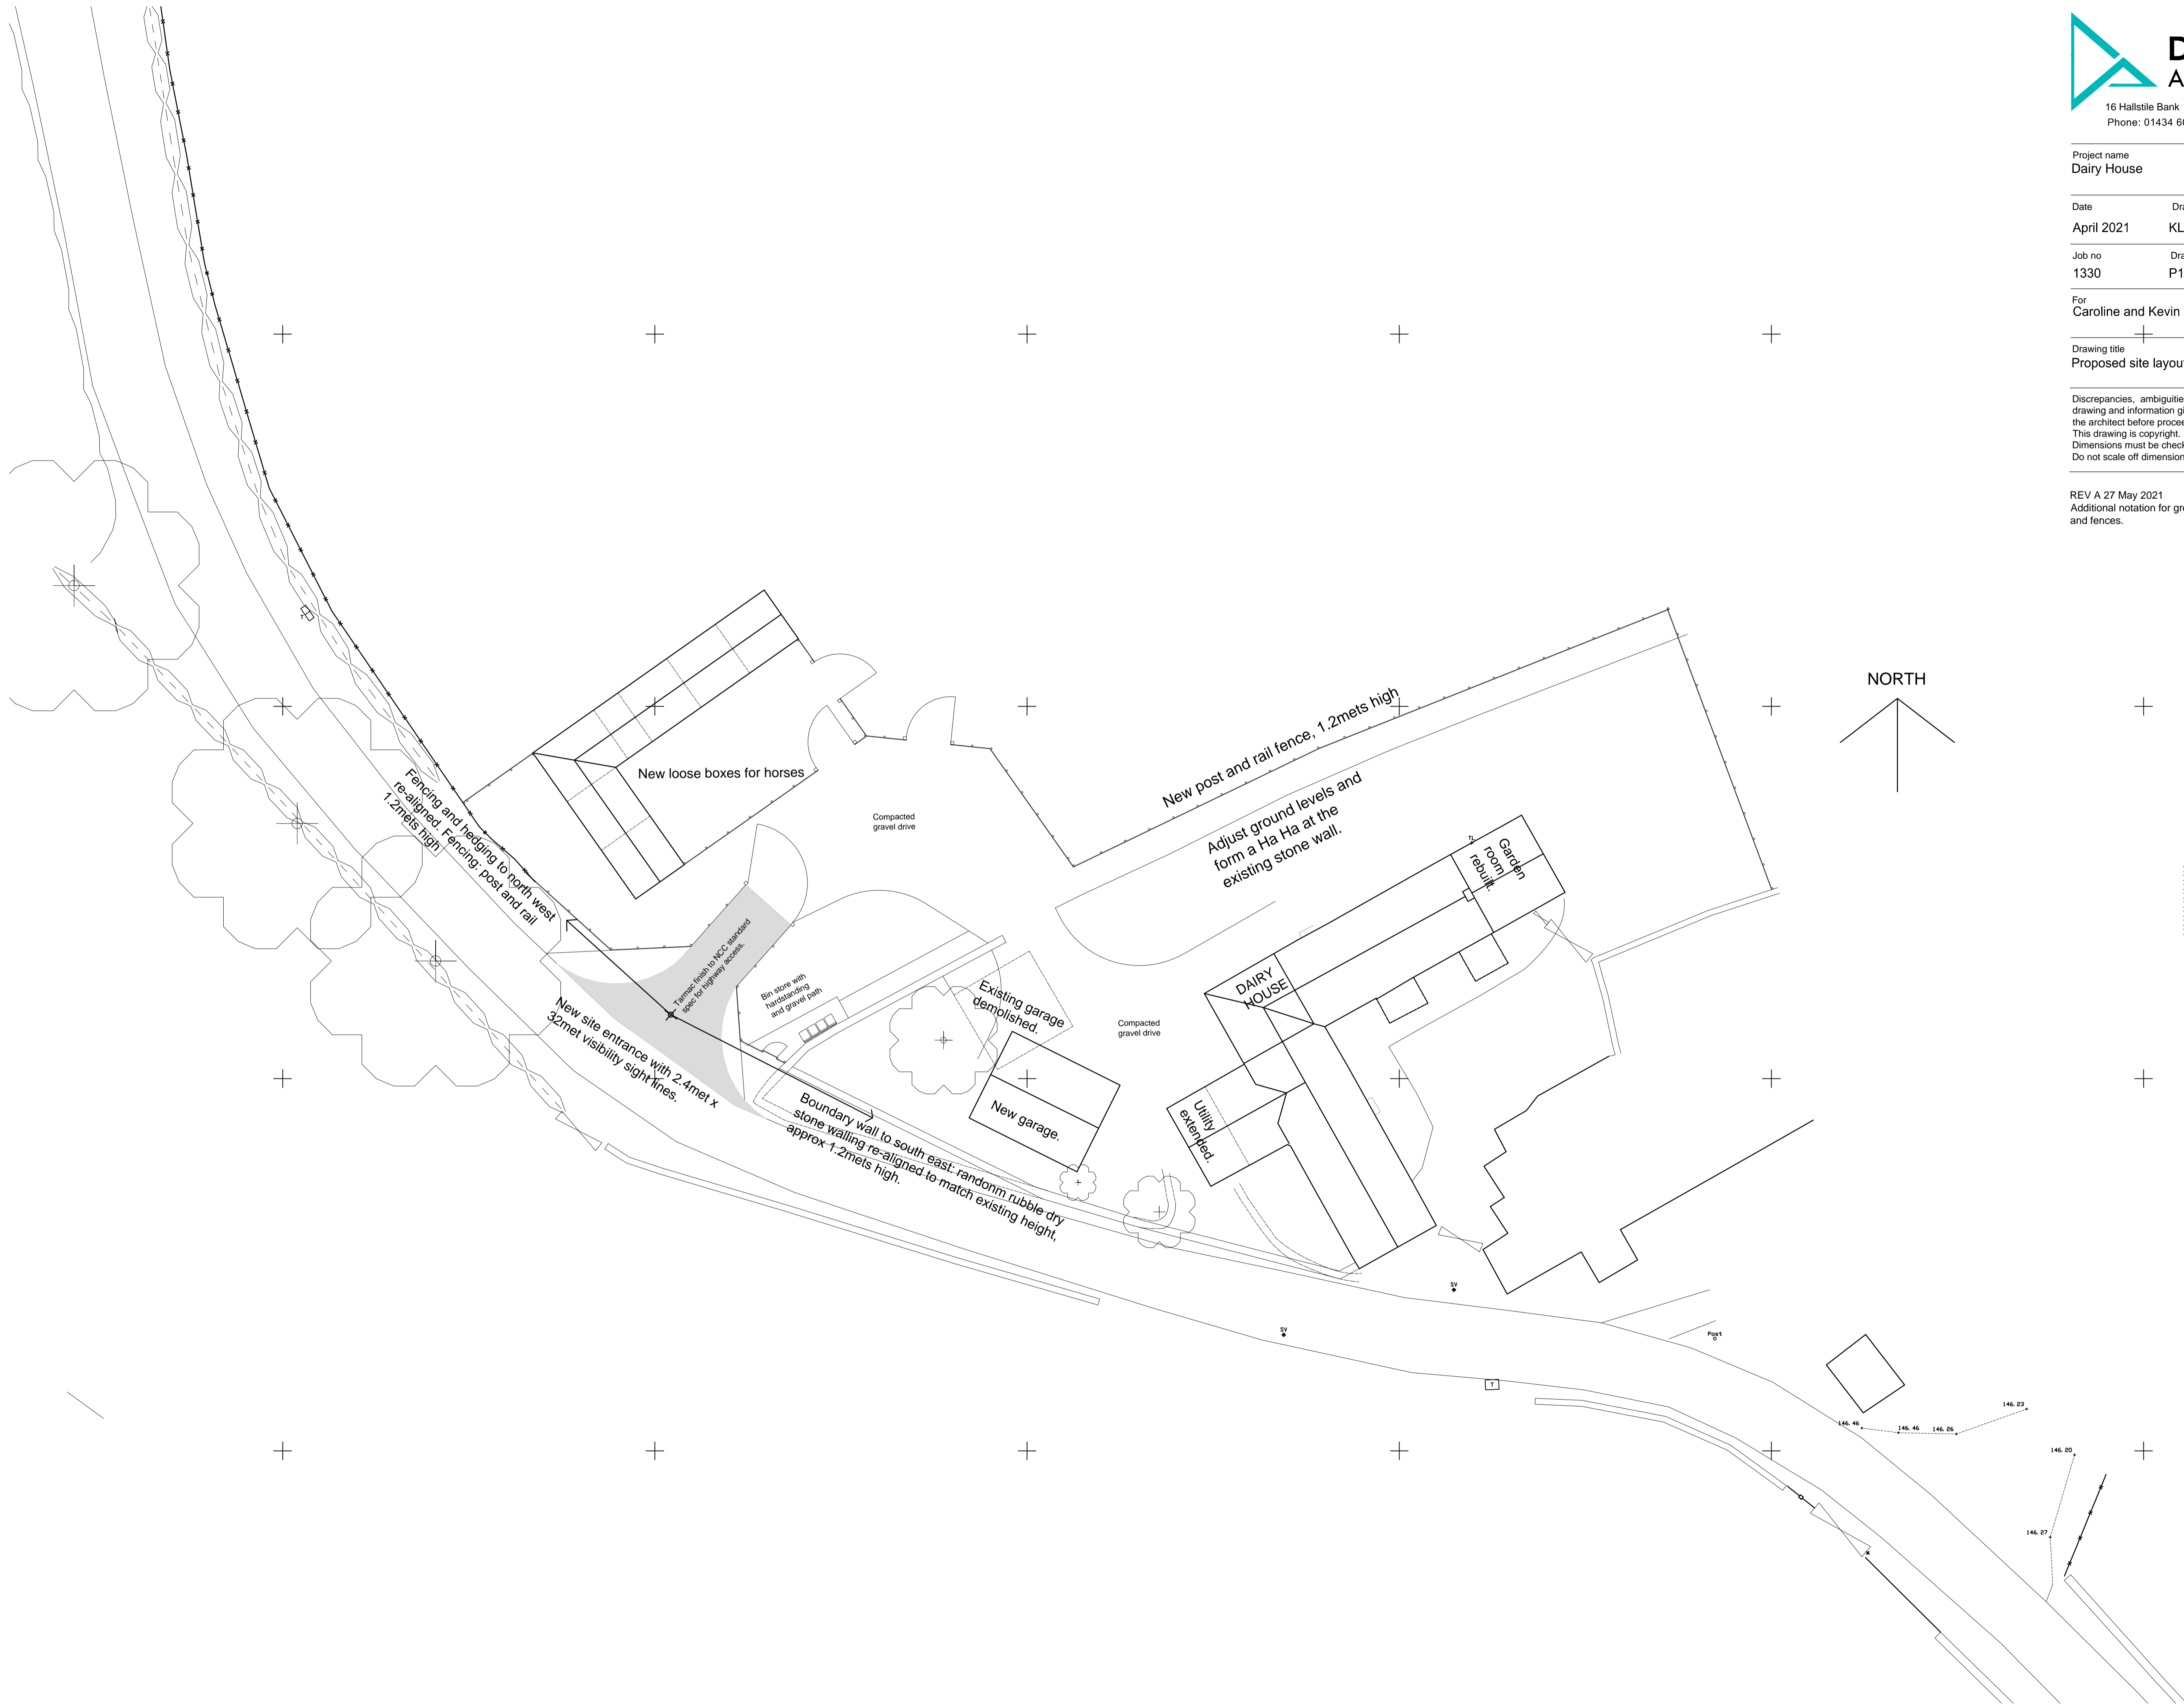 16 Hallstile Bank
Phone: 01434
Project name
Dairy House
Date
April 2021
KL
Job no
1330
P1
For
Caroline and Kevin
Drawing title
Proposed site
Discrepancies,
drawing and information
the architect before
This drawing is copyright.
Dimensions must be
Do not scale off
REV A 27 May 2021
Additional notation for
and fences.
NORTH
New post and rail fence, 1.2mets high
New loose boxes for horses
Compacted
gravel drive
Adjust ground levels and
form a Ha Ha at the
existing stone wall.
Fencing and hedging to north west
re-aligned. Fencing: post and rail
1.2mets high
TL
Garden
room
rebuilt.
Tarmac finish to NCC standard
spec for highway access.
Bin store with
hardstanding
and gravel path
Existing garage
demolished.
DAIRY
HOUSE
Compacted
gravel drive
New site entrance with 2.4met x
32met visibility sight lines.
New garage.
Utility
extended.
Boundary wall to south east: randonm rubble dry
stone walling re-aligned to match existing height,
approx 1.2mets high.
SV
SV
Post
T
T
146. 46
146. 46
146. 26
146. 23
146. 20
146. 27